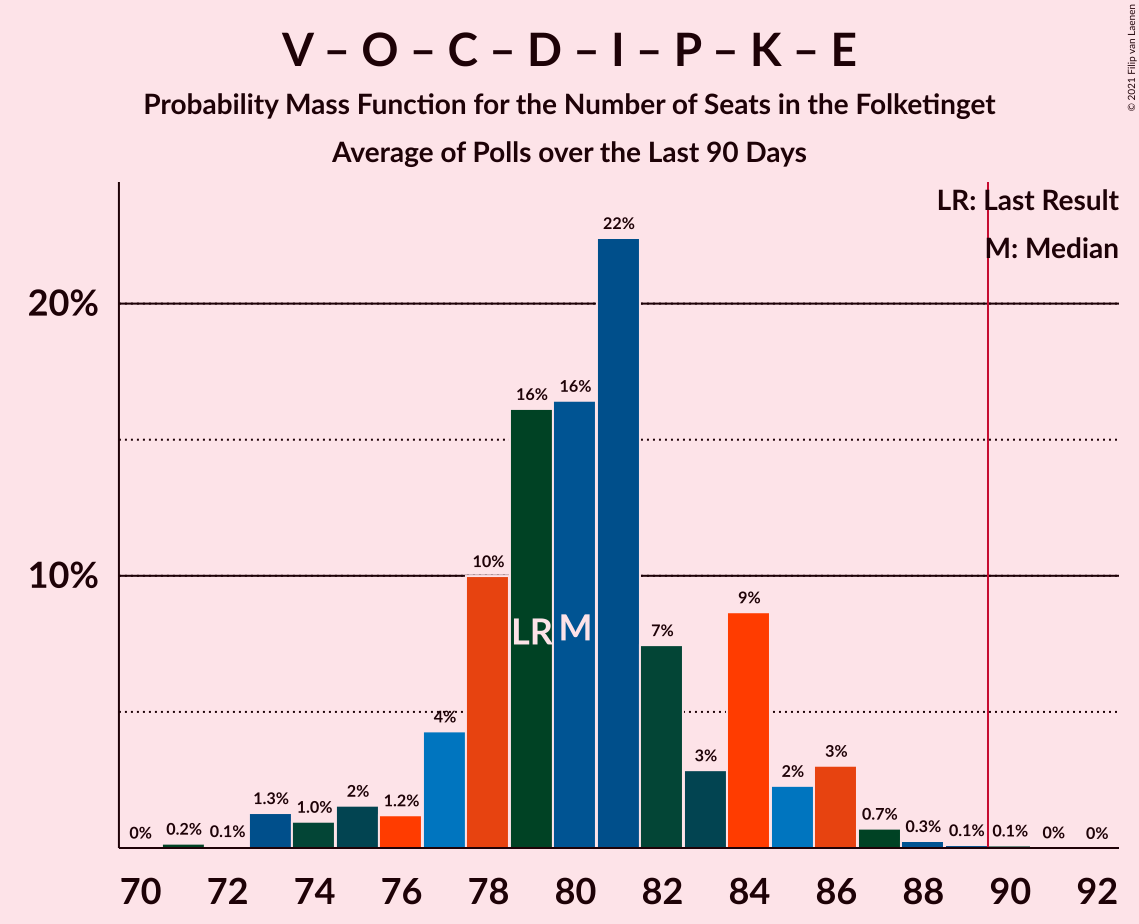 V – O – C – D – I – P – K – E
Probability Mass Function for the Number of Seats in the Folketinget
Average of Polls over the Last 90 Days
© 2021 Filip van Laenen
LR: Last Result
M: Median
20%
10%
0%
0.2%
0.1%
1.3%
1.0%
2%
1.2%
4%
10%
16%
16%
22%
7%
3%
9%
2%
3%
0.7%
0.3%
0.1%
0.1%
0%
0%
LR
M
70 72 74 76 78 80 82 84 86 88 90 92